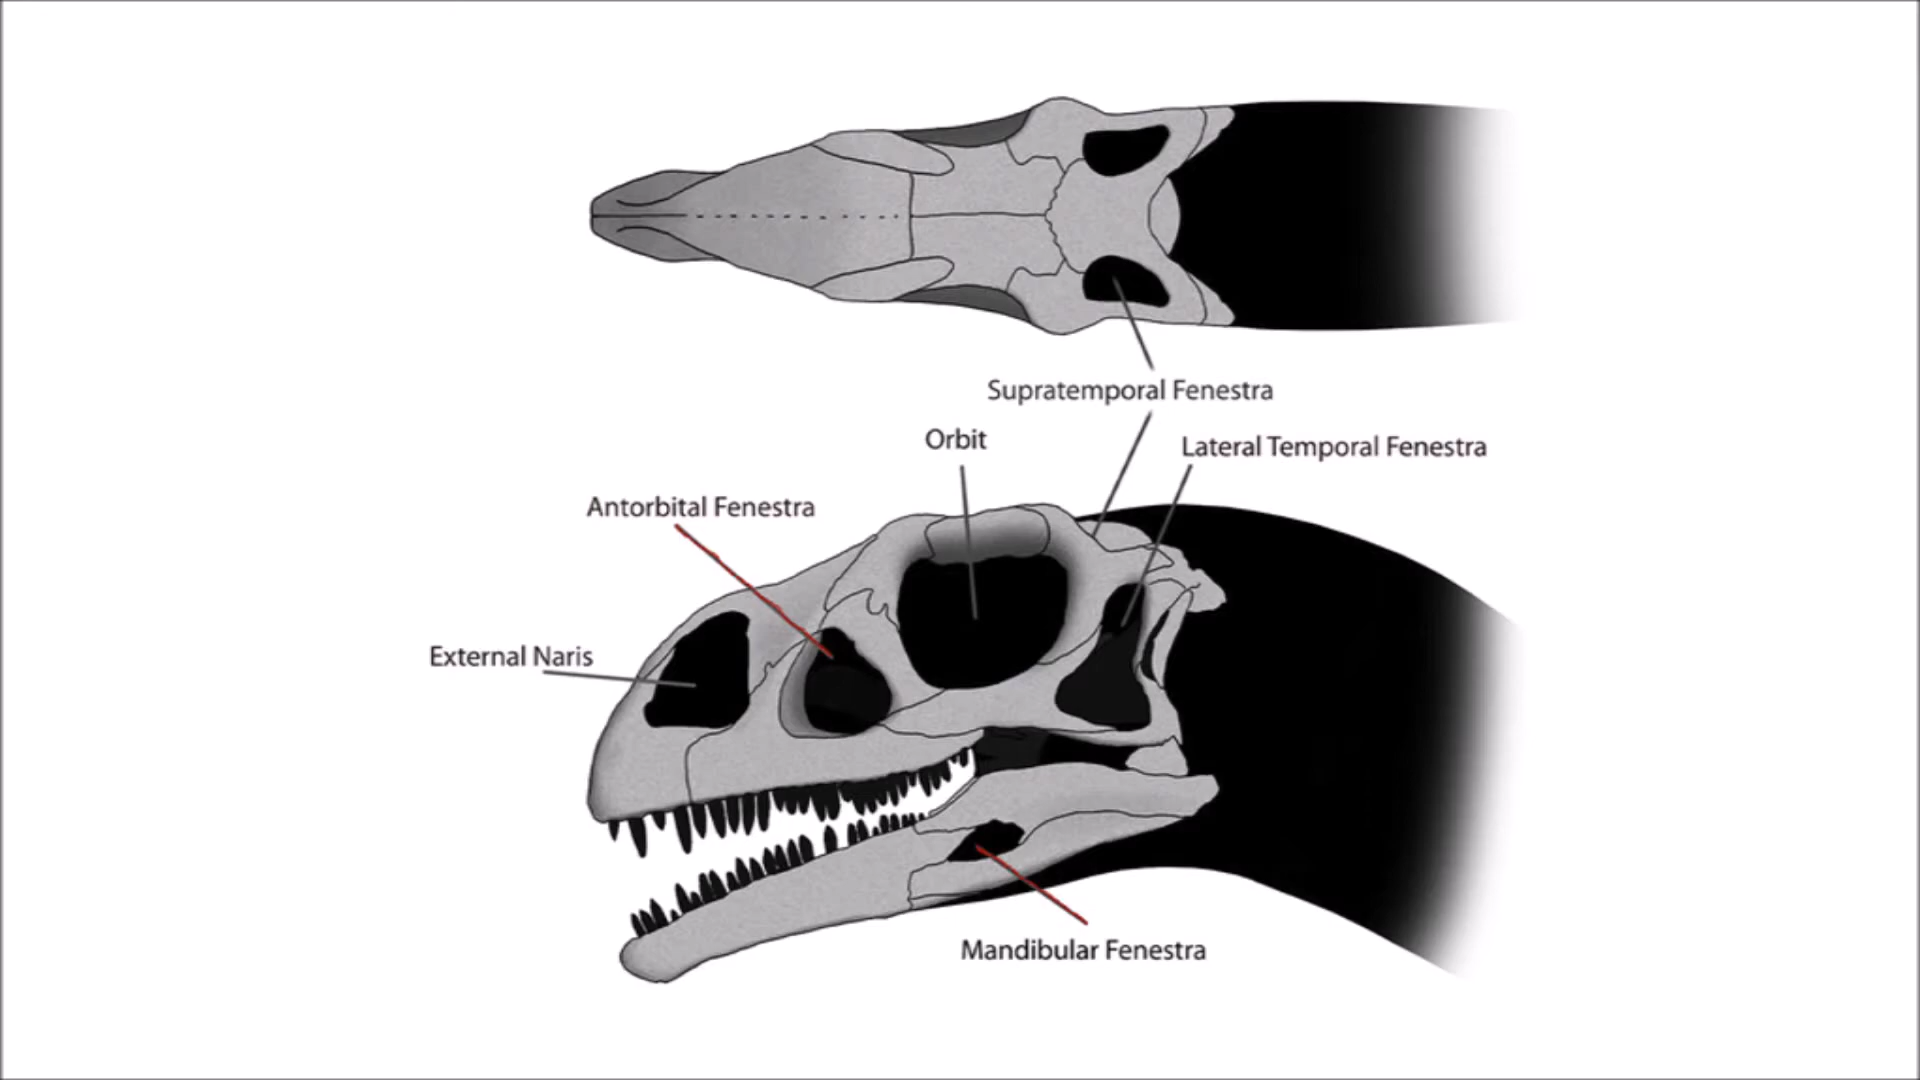 Supratemporal Fenestra
Orbit
Lateral Temporal Fenestra
Antorbital Fenestra
External Naris
Mandibular Fenestra